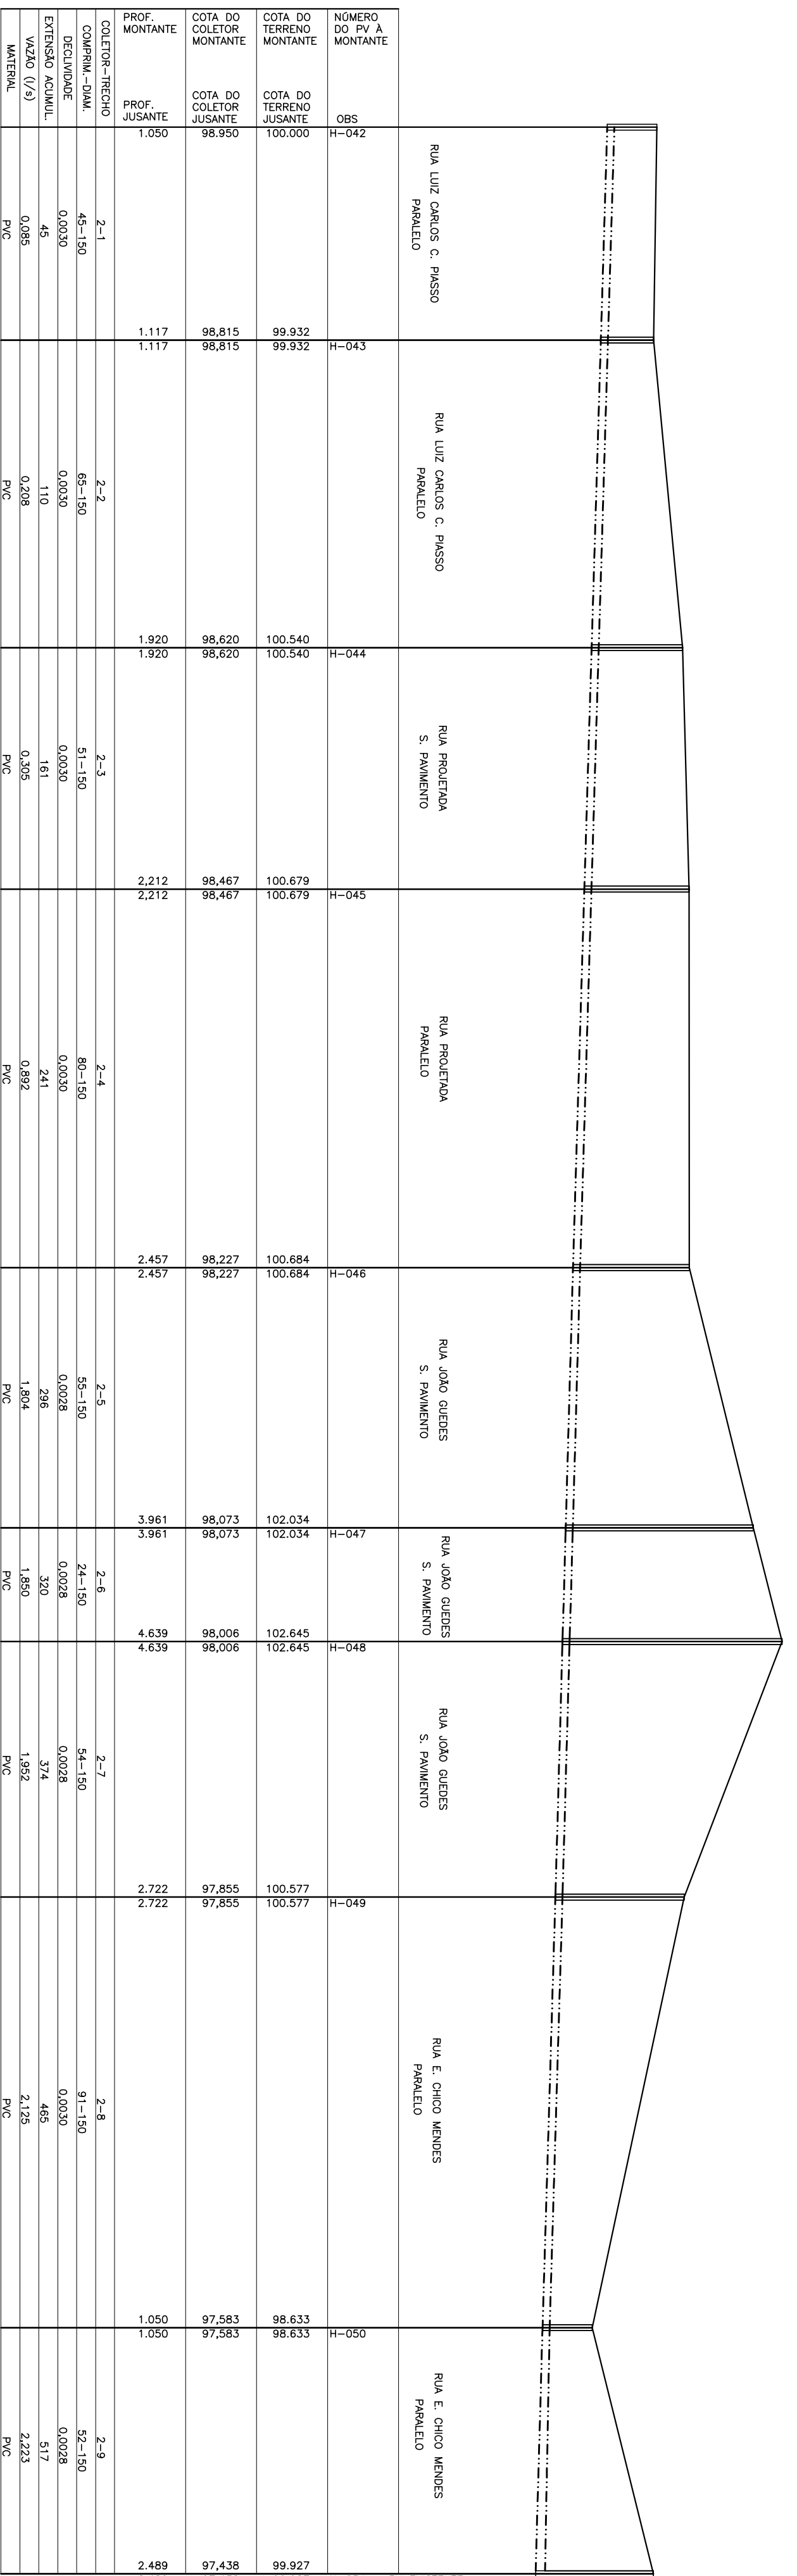 NÚMERO
DO PV À
MONTANTE
OBS
COTA DO
TERRENO
MONTANTE
COTA DO
TERRENO
JUSANTE
COTA DO
COLETOR
MONTANTE
COTA DO
COLETOR
JUSANTE
PROF.
MONTANTE
PROF.
JUSANTE
COLETOR-TRECHO
COMPRIM.-DIAM.
DECLIVIDADE
EXTENSÃO ACUMUL.
VAZÃO (l/s)
MATERIAL
1.050 98.950 100.000 H-042
RUA LUIZ CARLOS C. PIASSO
PARALELO
2-1
45-150
0,0030
45
0,085
PVC
1.117 98,815 99.932
1.117 98,815 99.932 H-043
RUA LUIZ CARLOS C. PIASSO
PARALELO
2-2
65-150
0,0030
110
0,208
PVC
1.920 98,620 100.540
1.920 98,620 100.540 H-044
RUA PROJETADA
S. PAVIMENTO
2-3
51-150
0,0030
161
0,305
PVC
2,212 98,467 100.679
2,212 98,467 100.679 H-045
RUA PROJETADA
PARALELO
2-4
80-150
0,0030
241
0,892
PVC
2.457 98,227 100.684
2.457 98,227 100.684 H-046
RUA JOÃO GUEDES
S. PAVIMENTO
2-5
55-150
0,0028
296
1,804
PVC
3.961 98,073 102.034
3.961 98,073 102.034 H-047
RUA JOÃO GUEDES
S. PAVIMENTO
2-6
24-150
0,0028
320
1,850
PVC
4.639 98,006 102.645
4.639 98,006 102.645 H-048
RUA JOÃO GUEDES
S. PAVIMENTO
2-7
54-150
0,0028
374
1,952
PVC
2.722 97,855 100.577
2.722 97,855 100.577 H-049
RUA E. CHICO MENDES
PARALELO
2-8
91-150
0,0030
465
2,125
PVC
1.050 97,583 98.633
1.050 97,583 98.633 H-050
RUA E. CHICO MENDES
PARALELO
2-9
52-150
0,0028
517
2,223
PVC
2.489 97,438 99.927